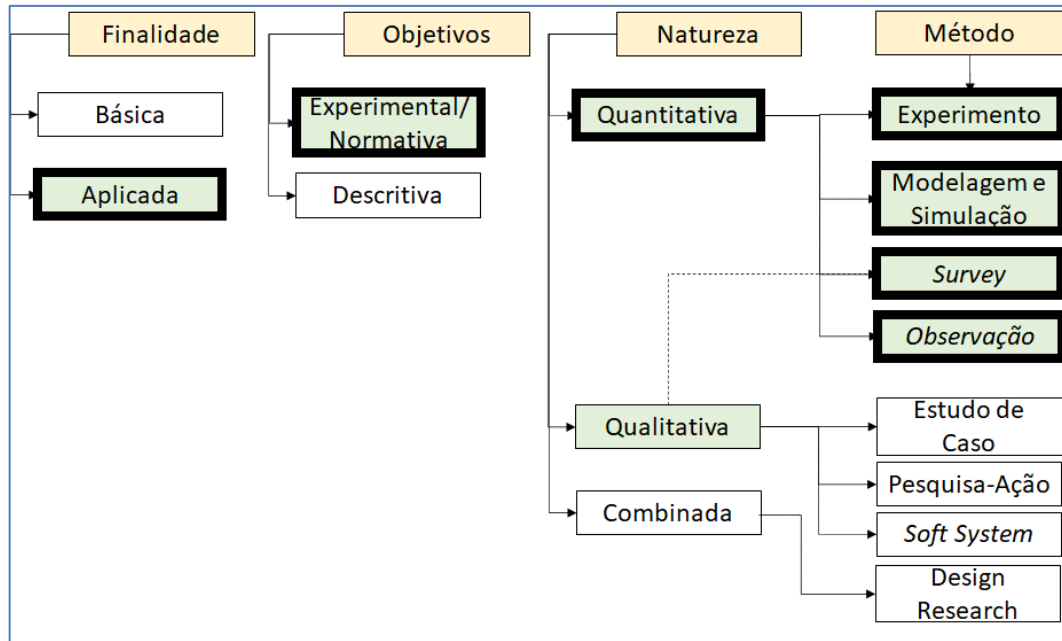 Finalidade
Objetivos
Natureza
Método
Básica
Aplicada
Experimental/
Normativa
Descritiva
Quantitativa
Qualitativa
Combinada
Experimento
Modelagem e
Simulação
Survey
Observação
Estudo de
Caso
Pesquisa-Ação
Soft System
Design
Research